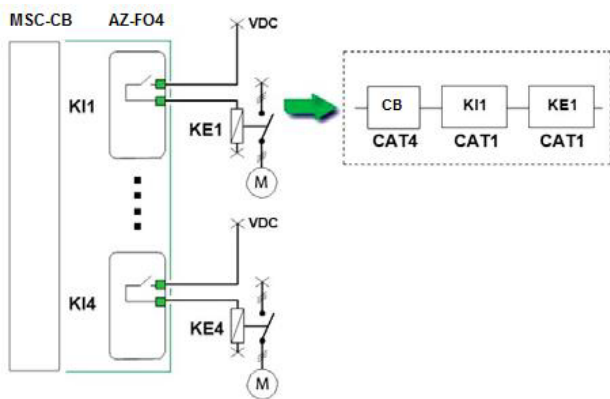 MSC-CB AZ-FO4
VDC
KI1
KE1
M
CB KI1 KE1
CAT4 CAT1 CAT1
VDC
KI4
KE4
M